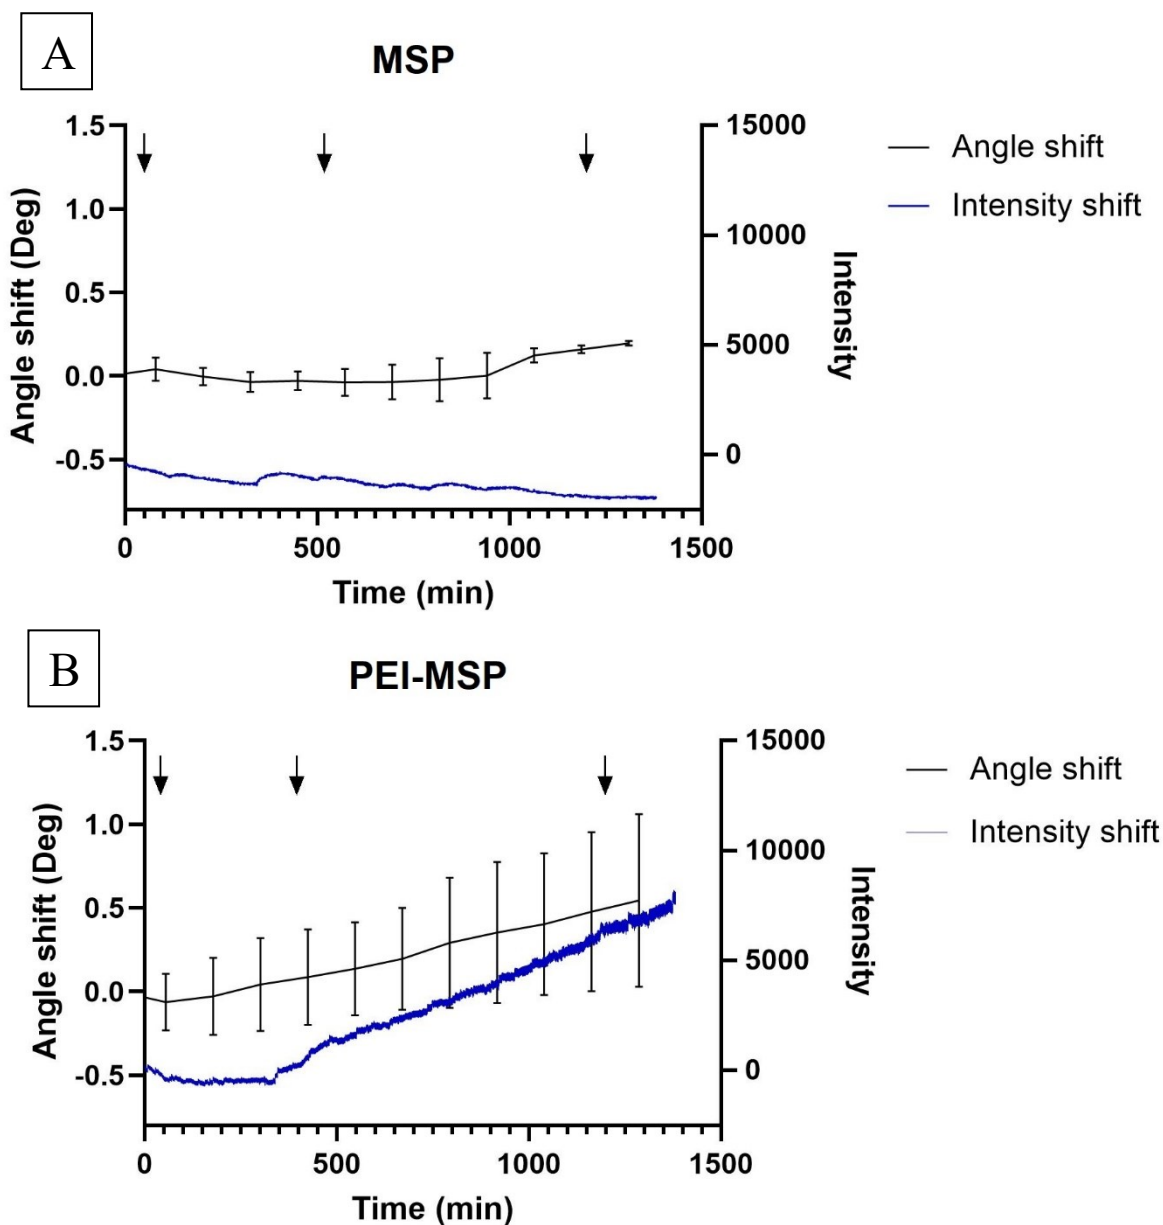 A
MSP
1.5
1.0
0.5
0.0
-0.5
Angle shift (Deg)
15000
10000
5000
0
Intensity
Angle shift
Intensity shift
0
500
1000
1500
Time (min)
B
PEI-MSP
1.5
1.0
0.5
0.0
-0.5
Angle shift (Deg)
15000
10000
5000
0
Intensity
Angle shift
Intensity shift
0
500
1000
1500
Time (min)